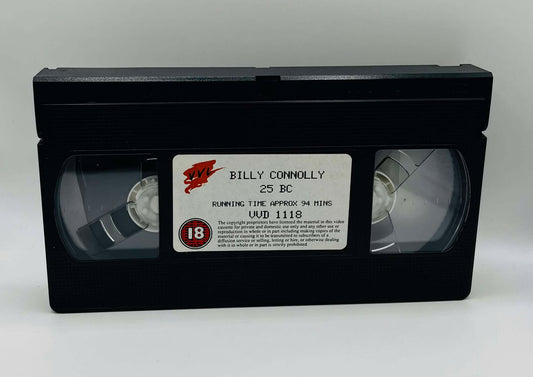 VVL
BILLY CONNOLLY
25 BC
RUNNING TIME APPROX 94 MINS
VVD 1118
18
The copyright proprietors have licensed the material in this video
cassette for private and domestic use only and any other use or
reproduction in whole or in part including making copies of the
material or causing it to be transmitted to subscribers of a
diffusion service or selling, letting or hire, or otherwise dealing
with it in whole or in part is strictly prohibited.